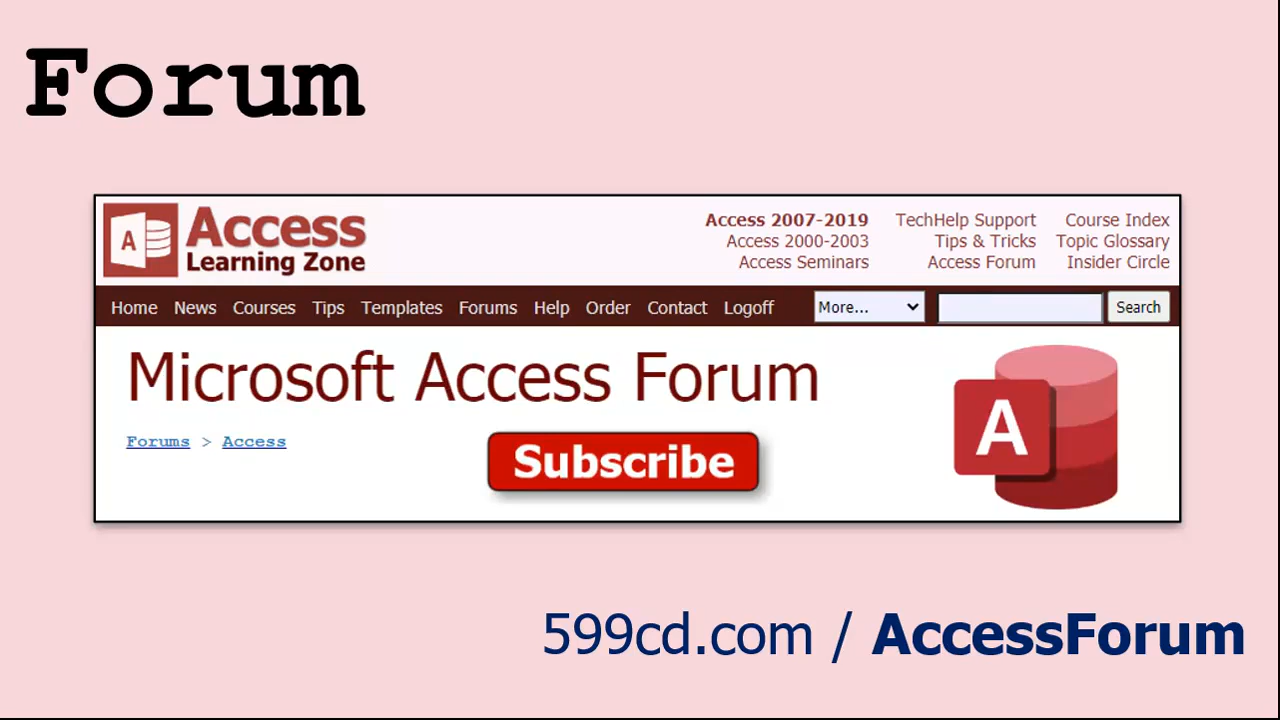 Forum
A
Access
Learning Zone
Access 2007-2019 TechHelp Support Course Index
Access 2000-2003 Tips & Tricks Topic Glossary
Access Seminars Access Forum Insider Circle
Home News Courses Tips Templates Forums Help Order Contact Logoff More... Search
Microsoft Access Forum
A
Forums > Access
Subscribe
599cd.com / AccessForum